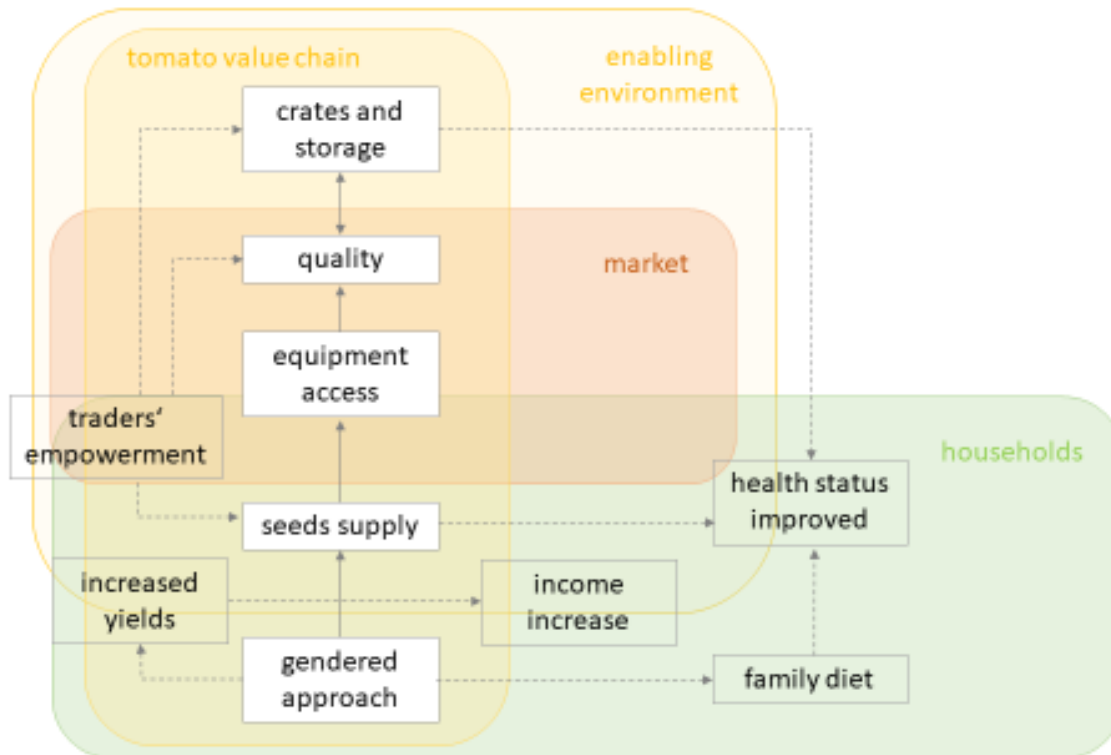 tomato value chain
enabling
environment
crates and
storage
quality
market
equipment
access
traders‘
empowerment
households
health status
improved
seeds supply
increased
yields
income
increase
gendered
approach
family diet